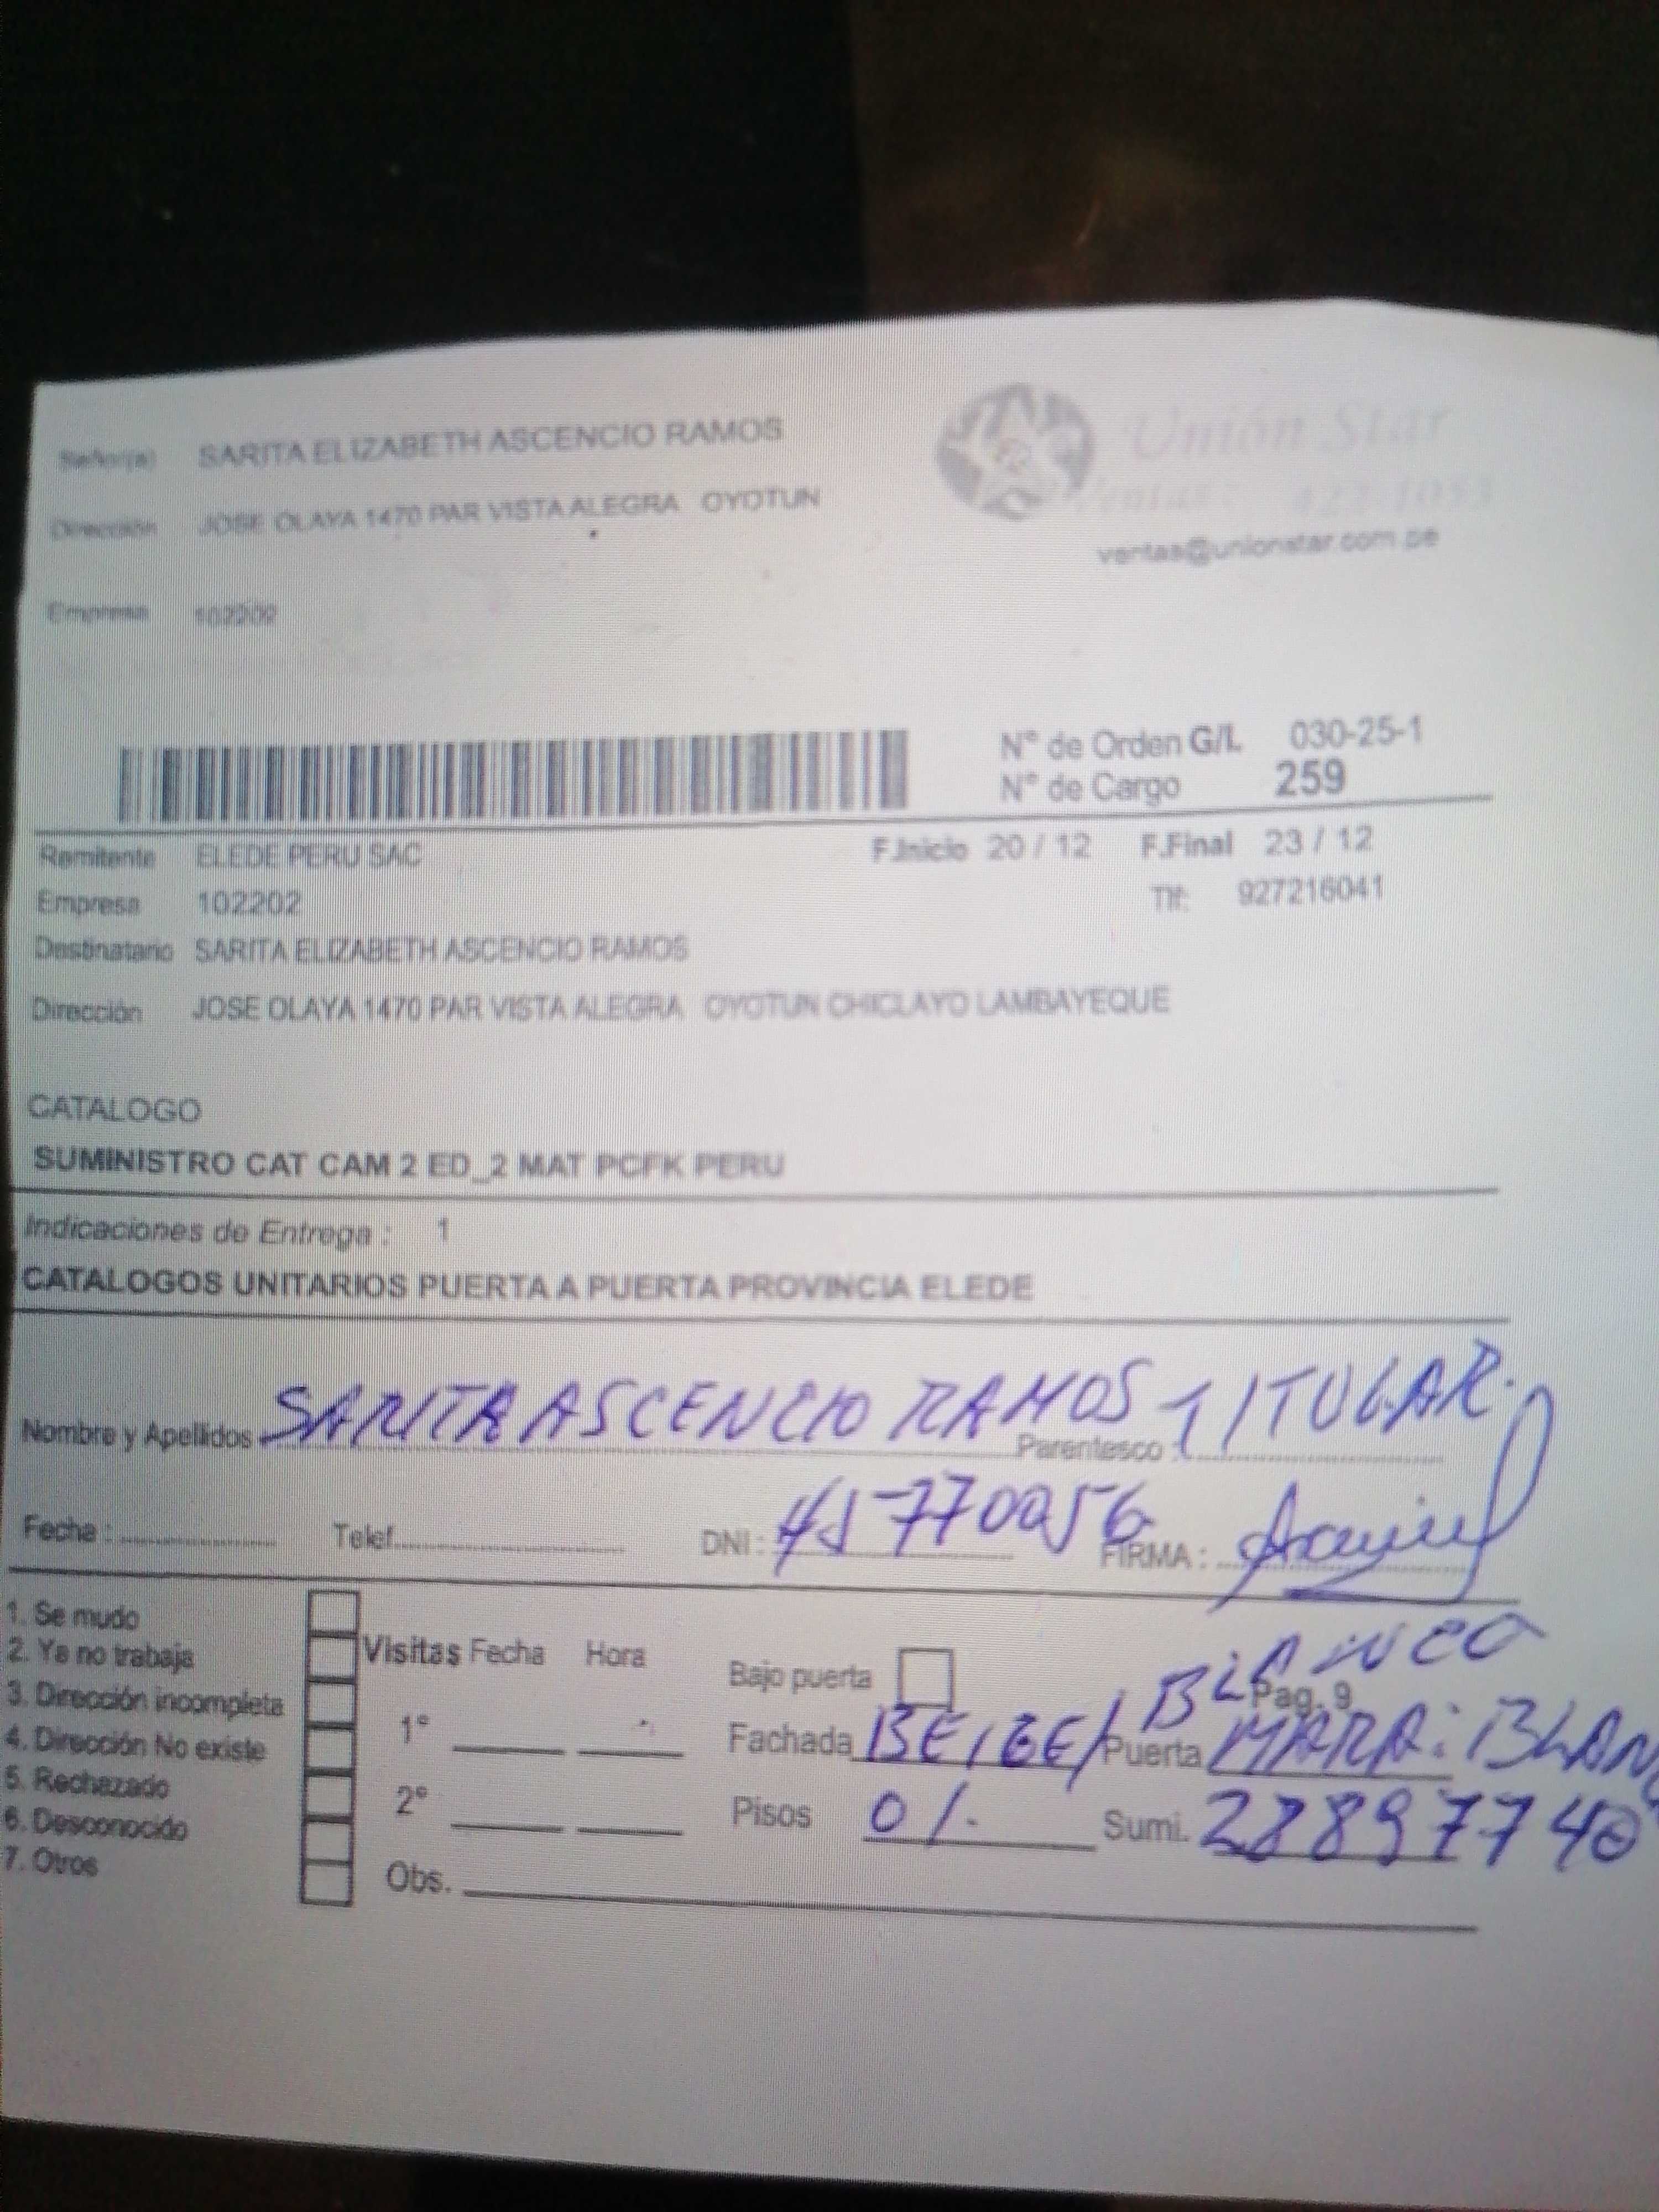 Señor(a) SARITA ELIZABETH ASCENCIO RAMOS
Unión Star
Dirección JOSE OLAYA 1470 PAR VISTA ALEGRA OYOTUN
ventas@unionstar.com.pe
Empresa 102202
N° de Orden G/L 030-25-1
N° de Cargo 259
Remitente ELEDE PERU SAC F.Inicio 20 / 12 F.Final 23 / 12
Empresa 102202 Tlf: 927216041
Destinatario SARITA ELIZABETH ASCENCIO RAMOS
Dirección JOSE OLAYA 1470 PAR VISTA ALEGRA OYOTUN CHICLAYO LAMBAYEQUE
CATALOGO
SUMINISTRO CAT CAM 2 ED_2 MAT PCFK PERU
Indicaciones de Entrega : 1
CATALOGOS UNITARIOS PUERTA A PUERTA PROVINCIA ELEDE
Nombre y Apellidos SARITA ASCENCIO RAMOS Parentesco : TITULAR.
Fecha : Telef. DNI : FIRMA :
1. Se mudo
2. Ya no trabaja
3. Dirección incompleta
4. Dirección No existe
5. Rechazado
6. Desconocido
7. Otros
Visitas Fecha Hora
1°
2°
Obs.
Bajo puerta BLANCO
Pag. 9
Fachada BEIGE/ Puerta MARR: BLAN
Pisos 01. Sumi. 28897740